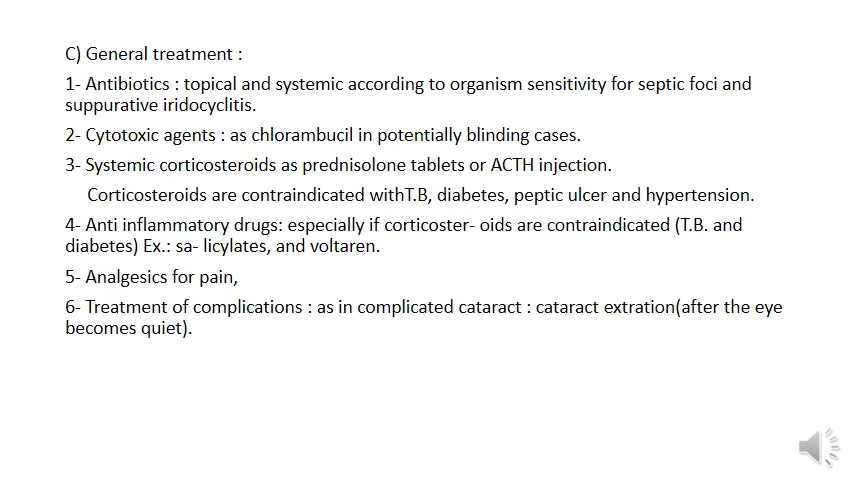 C) General treatment :
1- Antibiotics : topical and systemic according to organism sensitivity for septic foci and
suppurative iridocyclitis.
2- Cytotoxic agents : as chlorambucil in potentially blinding cases.
3- Systemic corticosteroids as prednisolone tablets or ACTH injection.
Corticosteroids are contraindicated withT.B, diabetes, peptic ulcer and hypertension.
4- Anti inflammatory drugs: especially if corticoster- oids are contraindicated (T.B. and
diabetes) Ex.: sa- licylates, and voltaren.
5- Analgesics for pain,
6- Treatment of complications : as in complicated cataract : cataract extration(after the eye
becomes quiet).